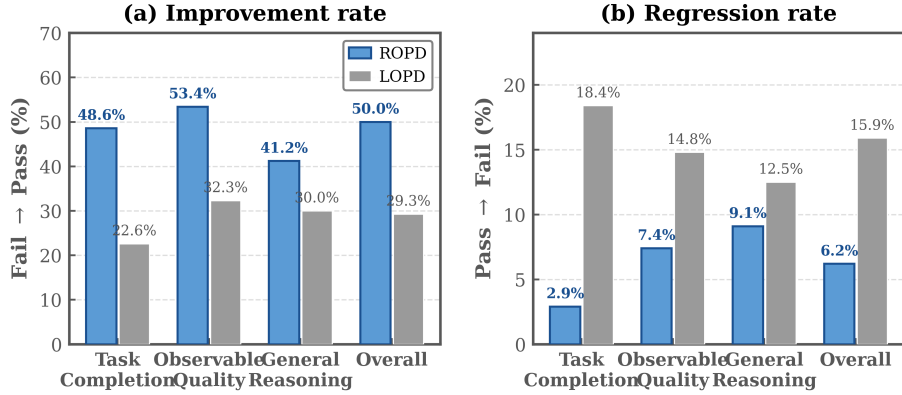 (a) Improvement rate
Fail → Pass (%)
70
60
50
40
30
20
10
0
ROPD
LOPD
48.6%
22.6%
53.4%
32.3%
41.2%
30.0%
50.0%
29.3%
Task Completion
Observable Quality
General Reasoning
Overall
(b) Regression rate
Pass → Fail (%)
20
15
10
5
0
2.9%
18.4%
7.4%
14.8%
9.1%
12.5%
6.2%
15.9%
Task Completion
Observable Quality
General Reasoning
Overall